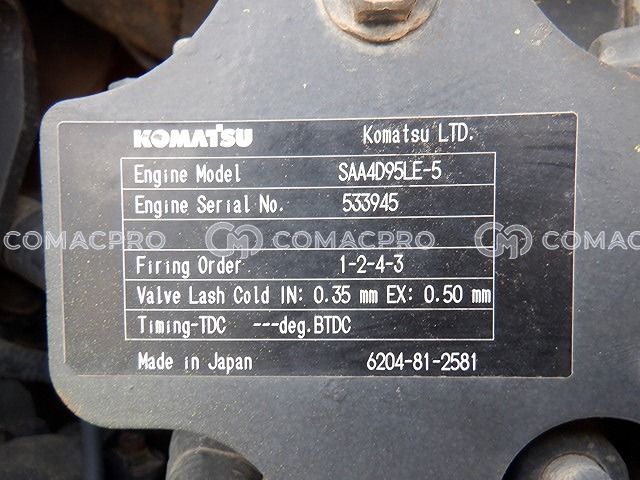 KOMATSU Komatsu LTD.
Engine Model SAA4D95LE-5
Engine Serial No. 533945
COMACPRO CM COMACPRO CM COMACPRO
Firing Order 1-2-4-3
Valve Lash Cold IN: 0.35 mm EX: 0.50 mm
Timing-TDC ---deg.BTDC
Made in Japan 6204-81-2581